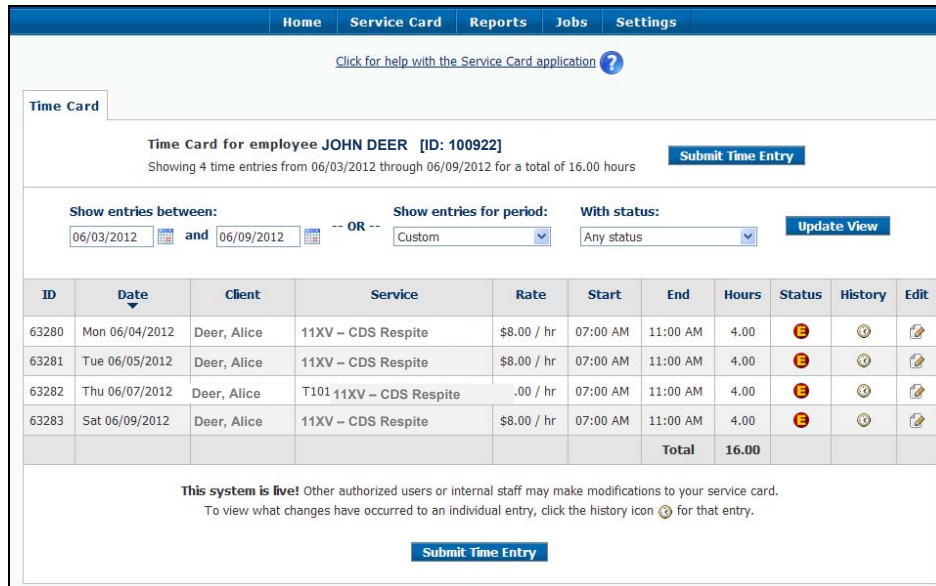 Home Service Card Reports Jobs Settings
Click for help with the Service Card application ?
Time Card
Time Card for employee JOHN DEER [ID: 100922]
Showing 4 time entries from 06/03/2012 through 06/09/2012 for a total of 16.00 hours
Submit Time Entry
Show entries between: Show entries for period: With status:
06/03/2012 and 06/09/2012 -- OR -- Custom Any status Update View
ID Date Client Service Rate Start End Hours Status History Edit
63280 Mon 06/04/2012 Deer, Alice 11XV – CDS Respite $8.00 / hr 07:00 AM 11:00 AM 4.00 E
63281 Tue 06/05/2012 Deer, Alice 11XV – CDS Respite $8.00 / hr 07:00 AM 11:00 AM 4.00 E
63282 Thu 06/07/2012 Deer, Alice T101 11XV – CDS Respite .00 / hr 07:00 AM 11:00 AM 4.00 E
63283 Sat 06/09/2012 Deer, Alice 11XV – CDS Respite $8.00 / hr 07:00 AM 11:00 AM 4.00 E
Total 16.00
This system is live! Other authorized users or internal staff may make modifications to your service card.
To view what changes have occurred to an individual entry, click the history icon for that entry.
Submit Time Entry